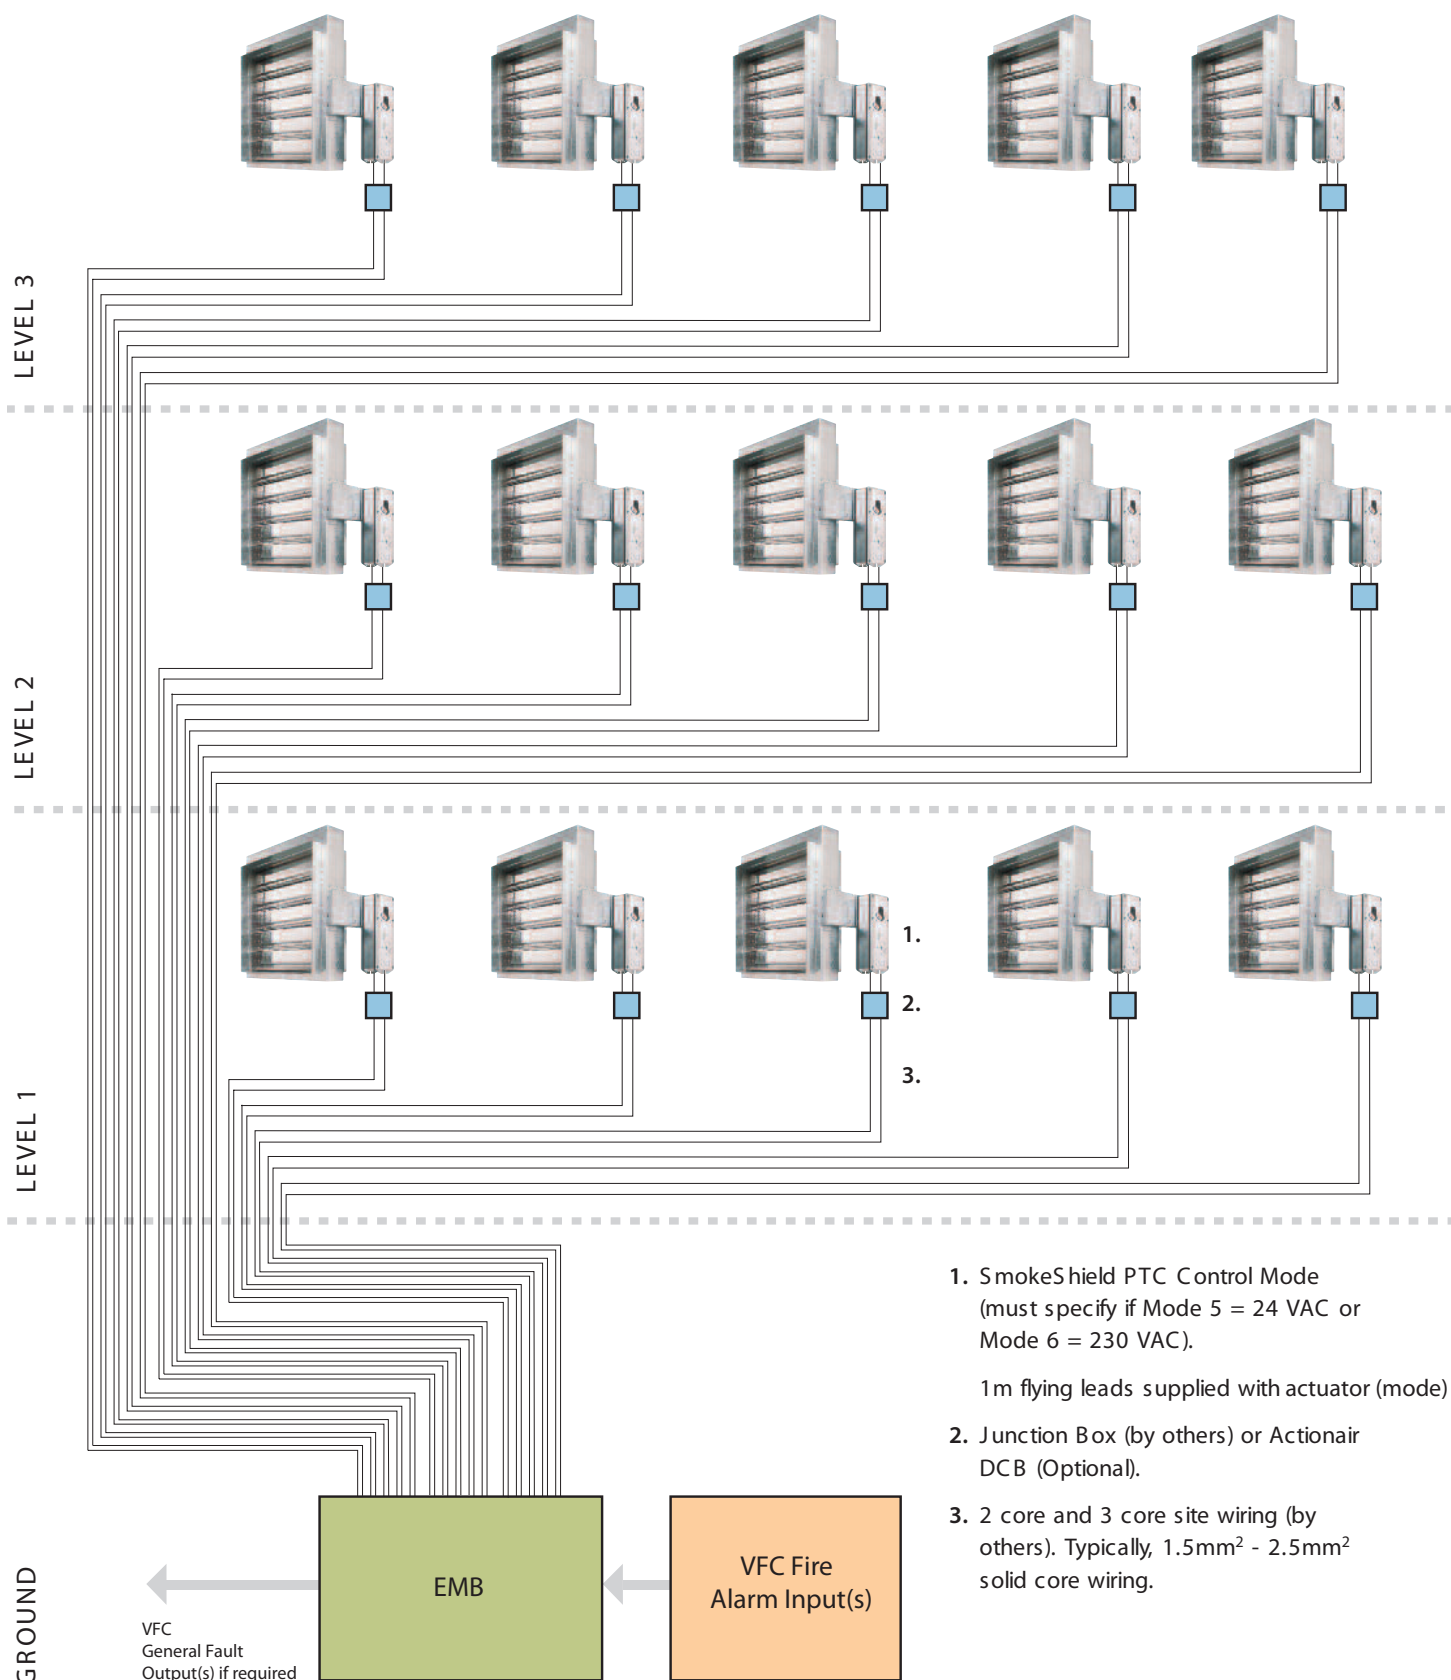 LEVEL 3
LEVEL 2
1.
2.
3.
LEVEL 1
1. SmokeShield PTC Control Mode
(must specify if Mode 5 = 24 VAC or
Mode 6 = 230 VAC).
1m flying leads supplied with actuator (mode)
2. Junction Box (by others) or Actionair
DCB (Optional).
3. 2 core and 3 core site wiring (by
others). Typically, 1.5mm² - 2.5mm²
solid core wiring.
GROUND
EMB
VFC Fire
Alarm Input(s)
VFC
General Fault
Output(s) if required